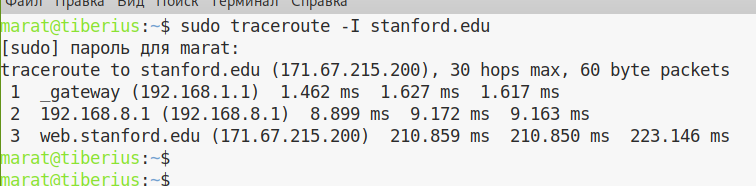 Файл Правка Вид Поиск Терминал Справка
marat@tiberius:~$ sudo traceroute -I stanford.edu
[sudo] пароль для marat:
traceroute to stanford.edu (171.67.215.200), 30 hops max, 60 byte packets
1 _gateway (192.168.1.1) 1.462 ms 1.627 ms 1.617 ms
2 192.168.8.1 (192.168.8.1) 8.899 ms 9.172 ms 9.163 ms
3 web.stanford.edu (171.67.215.200) 210.859 ms 210.850 ms 223.146 ms
marat@tiberius:~$
marat@tiberius:~$